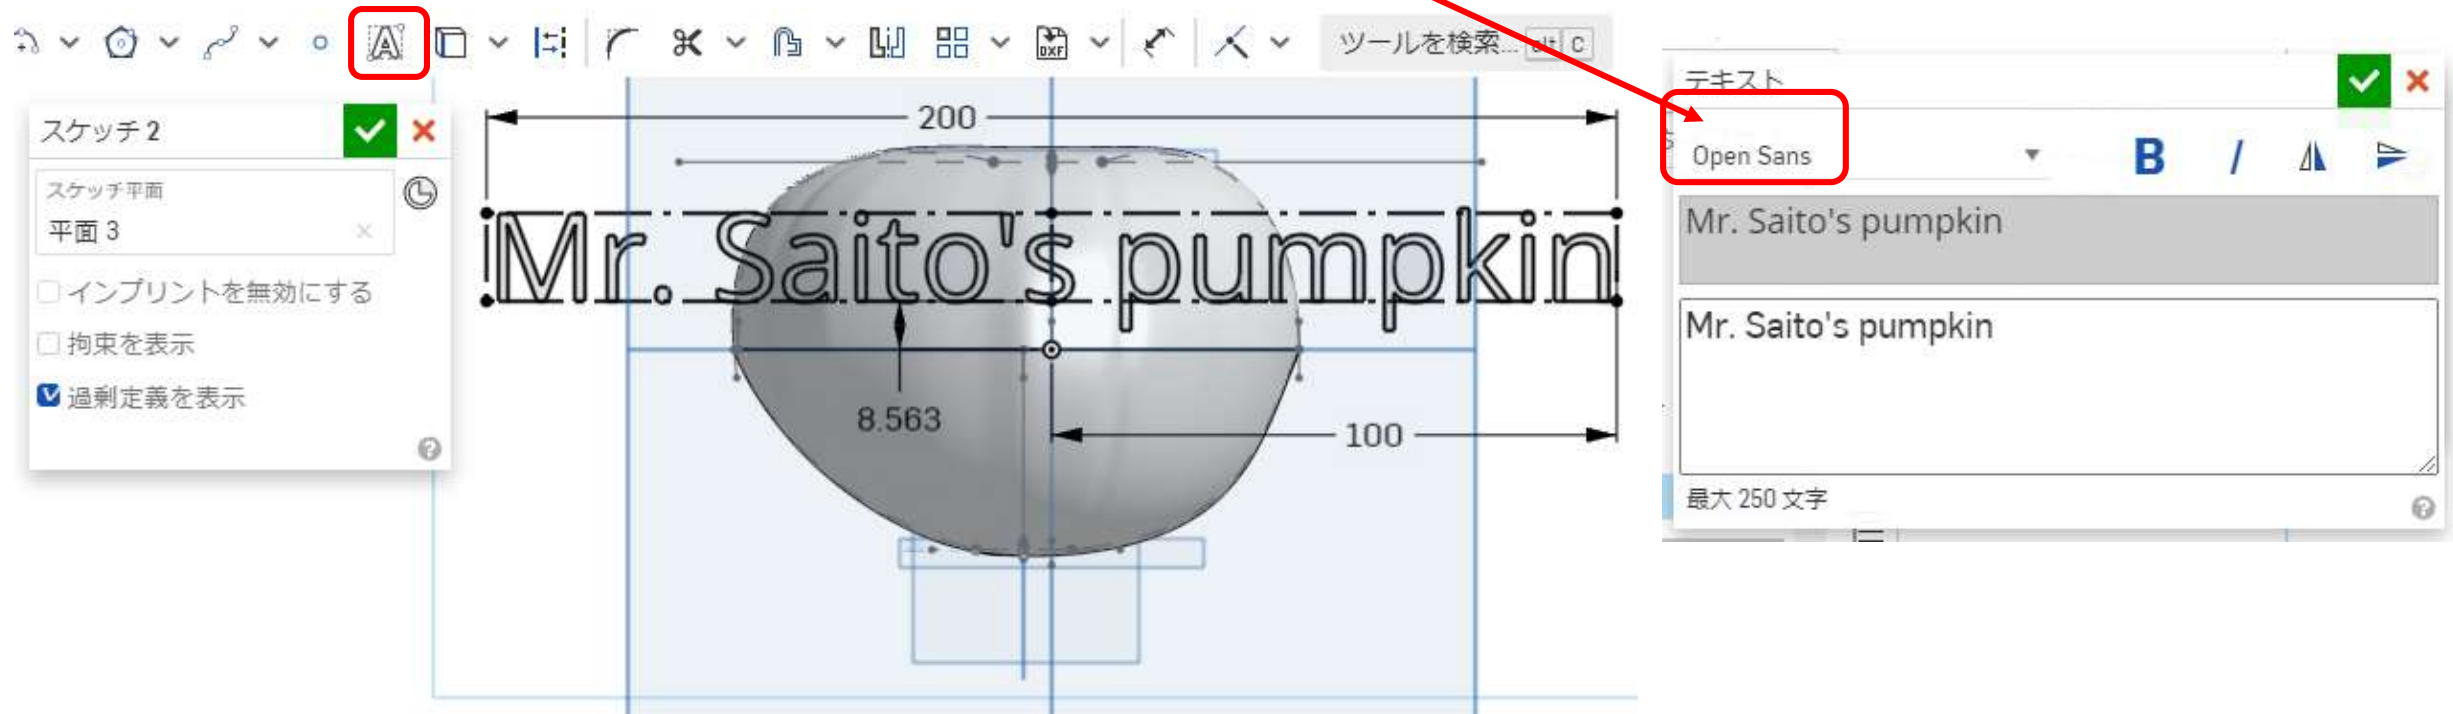 A
DXF
ツールを検索... alt C
スケッチ 2
スケッチ平面
平面 3
インプリントを無効にする
拘束を表示
過剰定義を表示
200
Mr. Saito's pumpkin
8.563
100
テキスト
Open Sans
B I
Mr. Saito's pumpkin
Mr. Saito's pumpkin
最大 250 文字